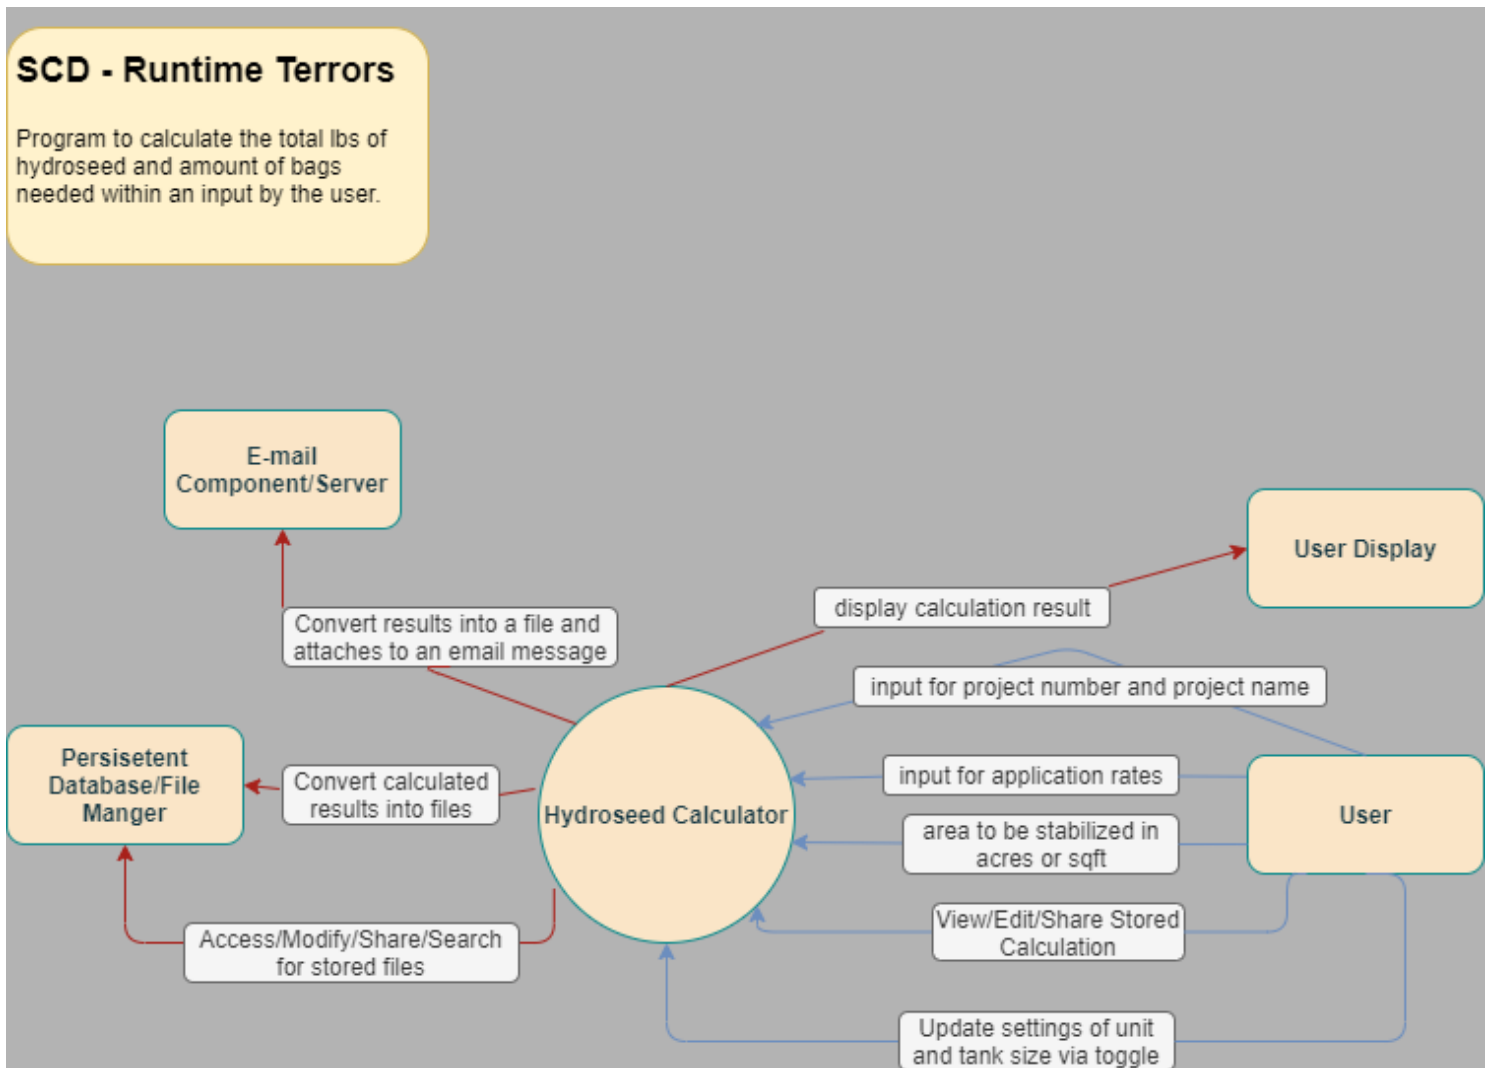 SCD - Runtime Terrors
Program to calculate the total lbs of
hydroseed and amount of bags
needed within an input by the user.
E-mail
Component/Server
User Display
display calculation result
Convert results into a file and
attaches to an email message
input for project number and project name
Persisetent
Database/File
Manger
Convert calculated
results into files
Hydroseed Calculator
input for application rates
User
area to be stabilized in
acres or sqft
View/Edit/Share Stored
Calculation
Access/Modify/Share/Search
for stored files
Update settings of unit
and tank size via toggle